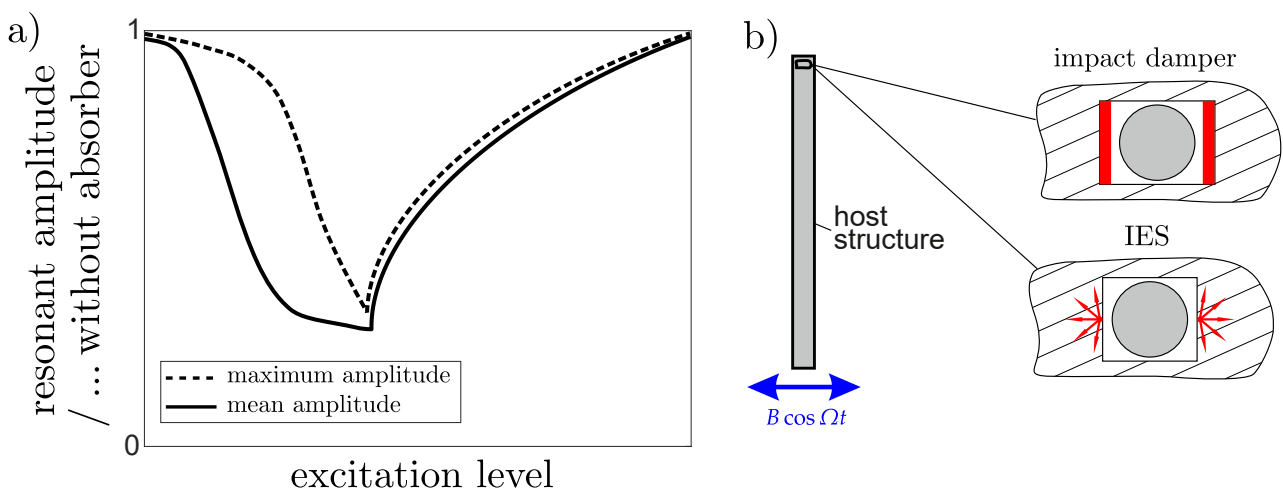 a)
1
resonant amplitude
/ ... without absorber
0
maximum amplitude
mean amplitude
excitation level
b)
host
structure
B cos Ωt
impact damper
IES